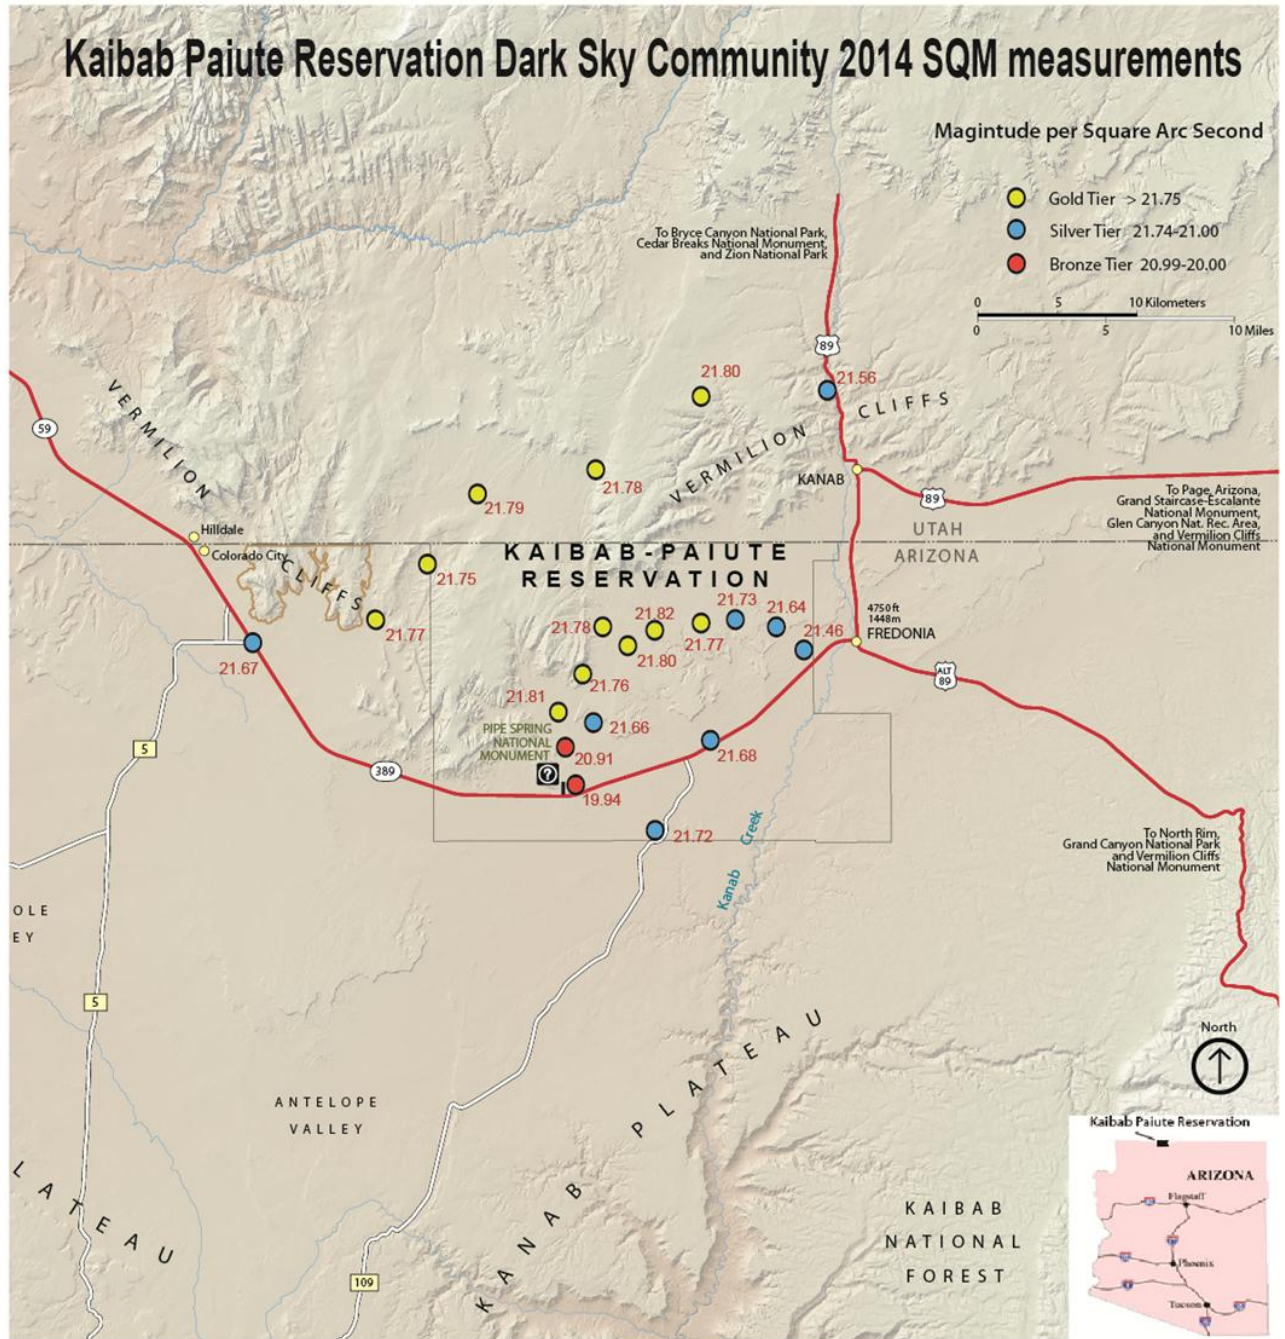 Kaibab Paiute Reservation Dark Sky Community 2014 SQM measurements
Magintude per Square Arc Second
Gold Tier > 21.75
Silver Tier 21.74-21.00
Bronze Tier 20.99-20.00
0 5 10 Kilometers
0 5 10 Miles
To Bryce Canyon National Park,
Cedar Breaks National Monument,
and Zion National Park
89
21.80
21.56
VERMILION
CLIFFS
59
VERMILION
21.78
21.79
KANAB
89
To Page, Arizona,
Grand Staircase-Escalante
National Monument,
Glen Canyon Nat. Rec. Area,
and Vermilion Cliffs
National Monument
UTAH
ARIZONA
Hilldale
Colorado City
CLIFFS
KAIBAB-PAIUTE
RESERVATION
21.75
21.77
21.67
21.78
21.82
21.80
21.77
21.73
21.64
21.46
4750 ft
1448m
FREDONIA
ALT
89
21.76
21.81
21.66
PIPE SPRING
NATIONAL
MONUMENT
20.91
21.68
5
389
?
19.94
21.72
Kanab Creek
To North Rim,
Grand Canyon National Park
and Vermilion Cliffs
National Monument
OLE
EY
5
ANTELOPE
VALLEY
LATEAU
KANAB PLATEAU
109
KAIBAB
NATIONAL
FOREST
North
Kaibab Paiute Reservation
ARIZONA
Flagstaff
Phoenix
Tucson